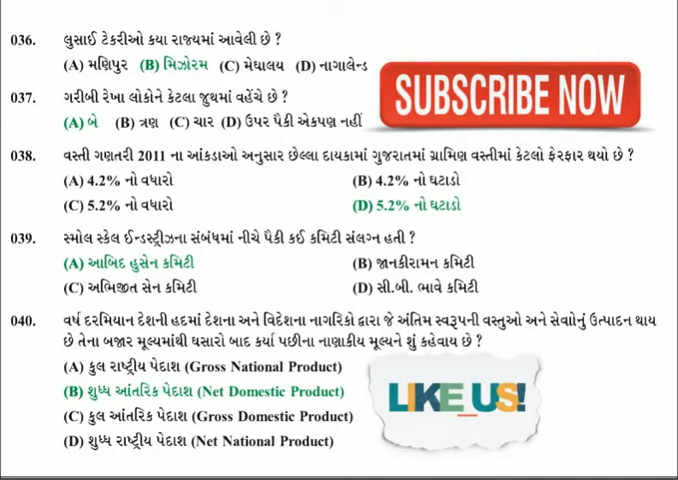 036. લુસાઈ ટેકરીઓ કયા રાજ્યમાં આવેલી છે ?
(A) મણિપુર (B) મિઝોરમ (C) મેઘાલય (D) નાગાલેન્ડ
037. ગરીબી રેખા લોકોને કેટલા જુથમાં વહેંચે છે ?
(A) બે (B) ત્રણ (C) ચાર (D) ઉપર પૈકી એકપણ નહીં
SUBSCRIBE NOW
038. વસ્તી ગણતરી 2011 ના આંકડાઓ અનુસાર છેલ્લા દાયકામાં ગુજરાતમાં ગ્રામિણ વસ્તીમાં કેટલો ફેરફાર થયો છે ?
(A) 4.2% નો વધારો (B) 4.2% નો ઘટાડો
(C) 5.2% નો વધારો (D) 5.2% નો ઘટાડો
039. સ્મોલ સ્કેલ ઈન્ડસ્ટ્રીઝના સંબંધમાં નીચે પૈકી કઈ કમિટી સંલગ્ન હતી ?
(A) આબિદ હુસેન કમિટી (B) જાનકીરામન કમિટી
(C) અભિજીત સેન કમિટી (D) સી.બી. ભાવે કમિટી
040. વર્ષ દરમિયાન દેશની હદમાં દેશના અને વિદેશના નાગરિકો દ્વારા જે અંતિમ સ્વરૂપની વસ્તુઓ અને સેવાોનું ઉત્પાદન થાય
છે તેના બજાર મૂલ્યમાંથી ઘસારો બાદ કર્યા પછીના નાણાકીય મૂલ્યને શું કહેવાય છે ?
(A) કુલ રાષ્ટ્રીય પેદાશ (Gross National Product)
(B) શુધ્ધ આંતરિક પેદાશ (Net Domestic Product)
(C) કુલ આંતરિક પેદાશ (Gross Domestic Product)
(D) શુધ્ધ રાષ્ટ્રીય પેદાશ (Net National Product)
LIKE US!